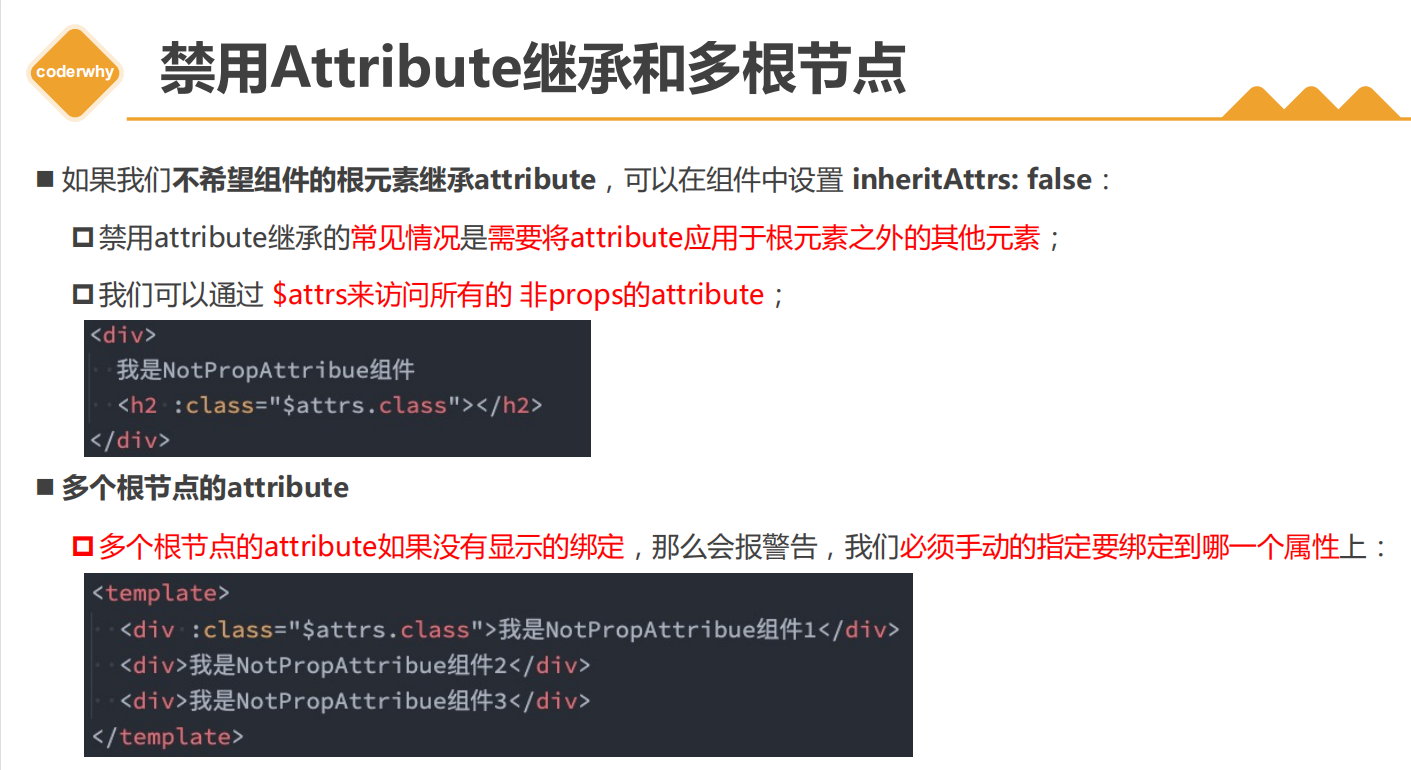 coderwhy
禁用Attribute继承和多根节点
■ 如果我们不希望组件的根元素继承attribute，可以在组件中设置 inheritAttrs: false：
禁用attribute继承的常见情况是需要将attribute应用于根元素之外的其他元素；
我们可以通过 $attrs来访问所有的 非props的attribute；
<div>
我是NotPropAttribue组件
<h2 :class="$attrs.class"></h2>
</div>
■ 多个根节点的attribute
多个根节点的attribute如果没有显示的绑定，那么会报警告，我们必须手动的指定要绑定到哪一个属性上：
<template>
<div :class="$attrs.class">我是NotPropAttribue组件1</div>
<div>我是NotPropAttribue组件2</div>
<div>我是NotPropAttribue组件3</div>
</template>